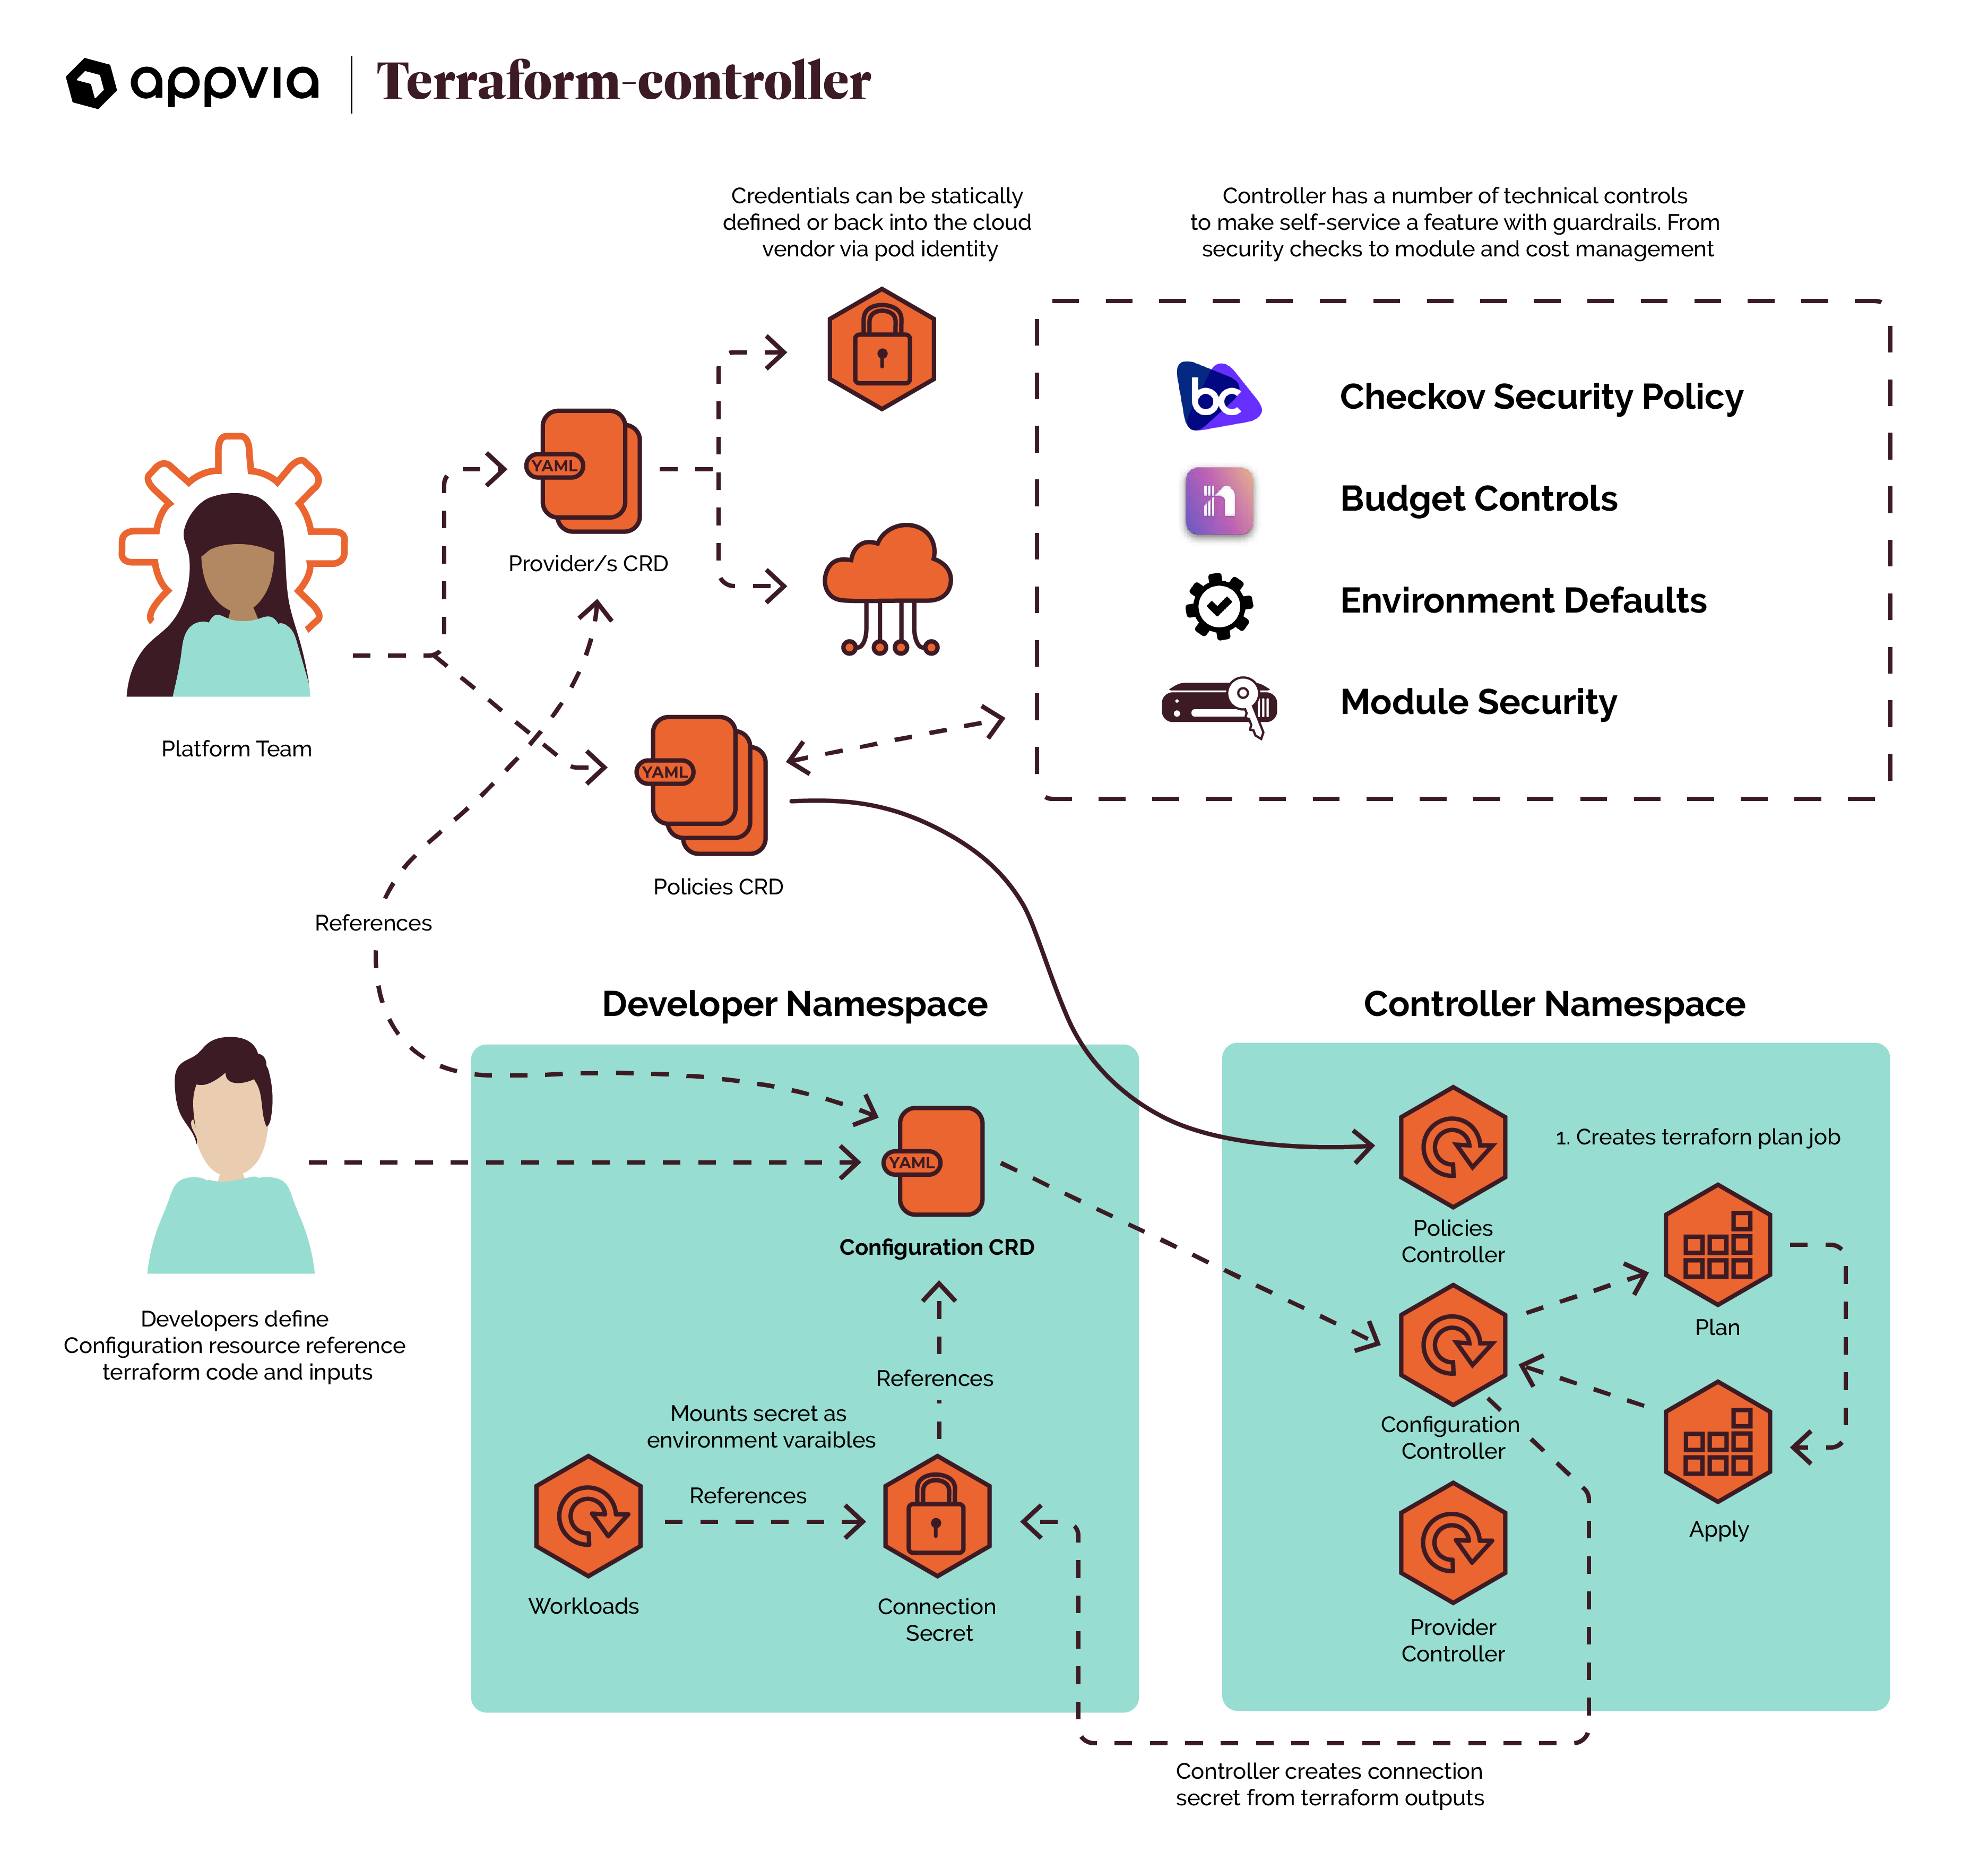 appvia
Terraform-controller
Credentials can be statically
defined or back into the cloud
vendor via pod identity
Controller has a number of technical controls
to make self-service a feature with guardrails. From
security checks to module and cost management
bc
Checkov Security Policy
n
Budget Controls
Environment Defaults
Module Security
YAML
Provider/s CRD
Platform Team
YAML
Policies CRD
References
Developer Namespace
Controller Namespace
YAML
Configuration CRD
Developers define
Configuration resource reference
terraform code and inputs
References
Mounts secret as
environment varaibles
References
Workloads
Connection
Secret
Policies
Controller
1. Creates terraforn plan job
Plan
Configuration
Controller
Apply
Provider
Controller
Controller creates connection
secret from terraform outputs